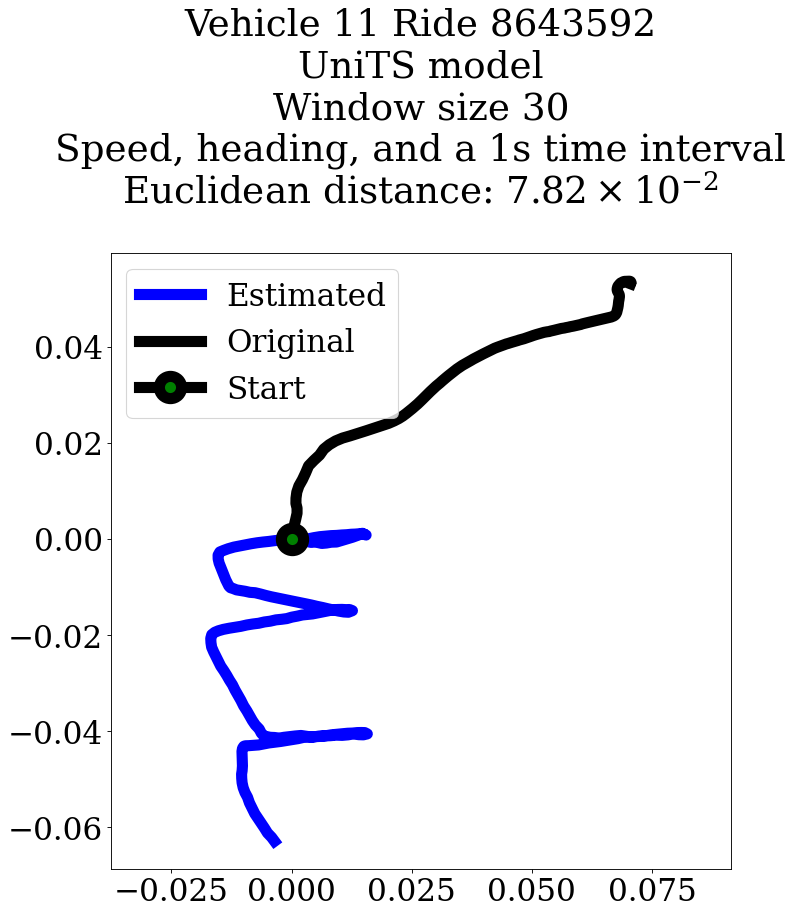 Vehicle 11 Ride 8643592
UniTS model
Window size 30
Speed, heading, and a 1s time interval
Euclidean distance: 7.82 × 10⁻²
Estimated
Original
Start
0.04
0.02
0.00
−0.02
−0.04
−0.06
−0.025 0.000 0.025 0.050 0.075